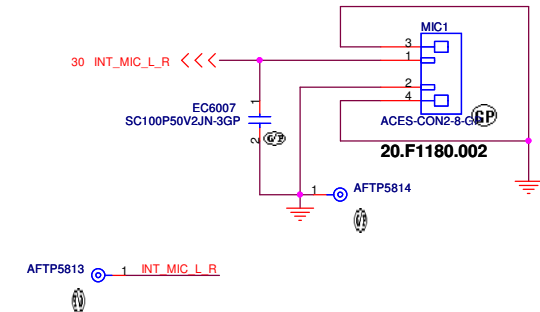 MIC1
3
30 INT_MIC_L_R
1
1
EC6007
SC100P50V2JN-3GP
2
2
4
ACES-CON2-8-GP
GP
20.F1180.002
1
AFTP5814
AFTP5813
1
INT_MIC_L_R